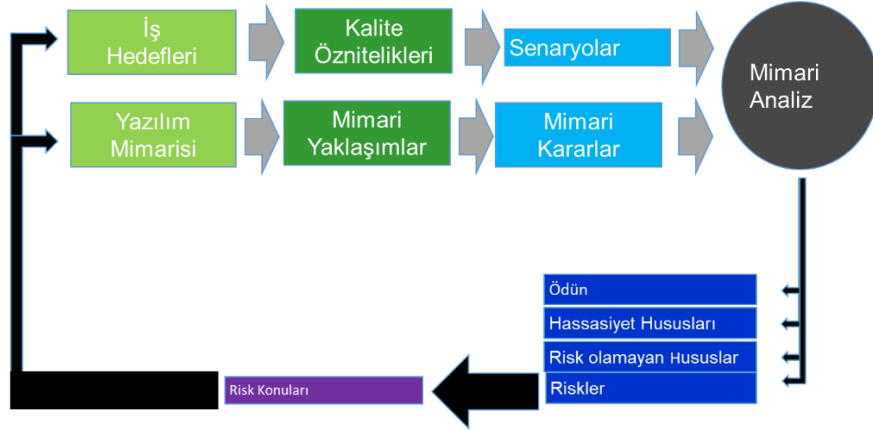 İş
Hedefleri
Kalite
Öznitelikleri
Senaryolar
Mimari
Analiz
Yazılım
Mimarisi
Mimari
Yaklaşımlar
Mimari
Kararlar
Ödün
Hassasiyet Hususları
Risk olamayan Hususlar
Riskler
Risk Konuları